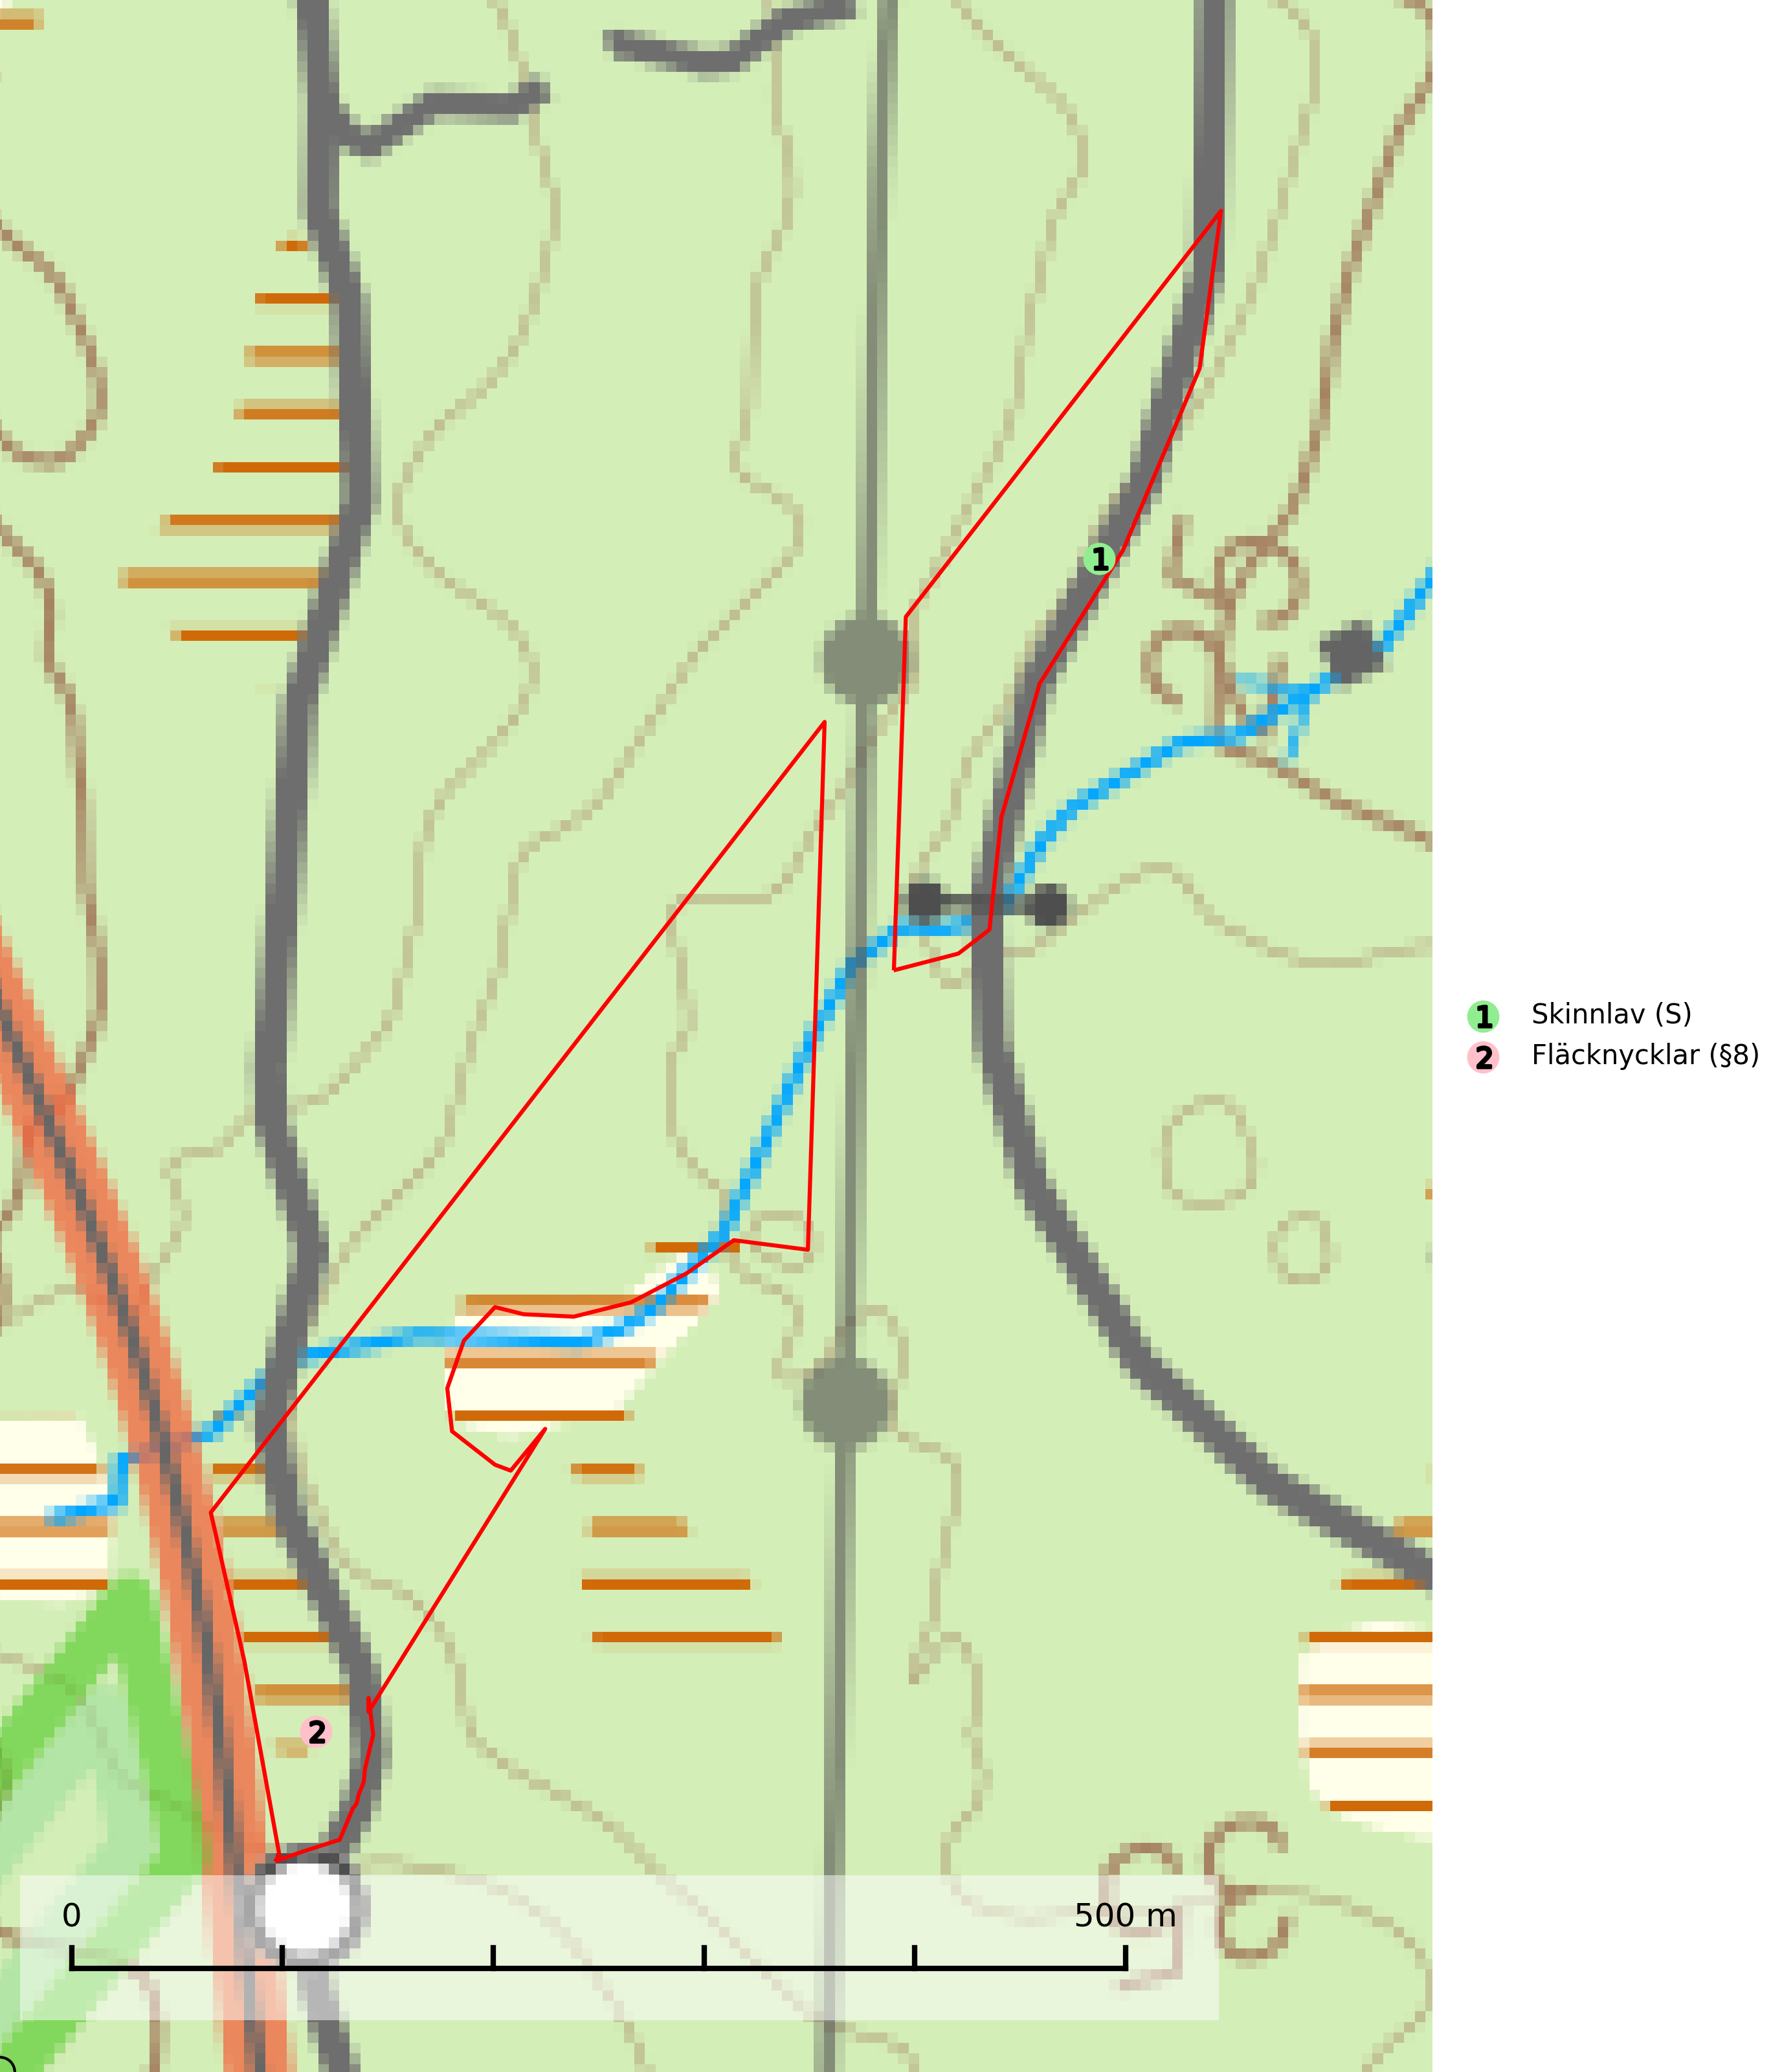 1
1 Skinnlav (S)
2 Fläcknycklar (§8)
2
0 500 m